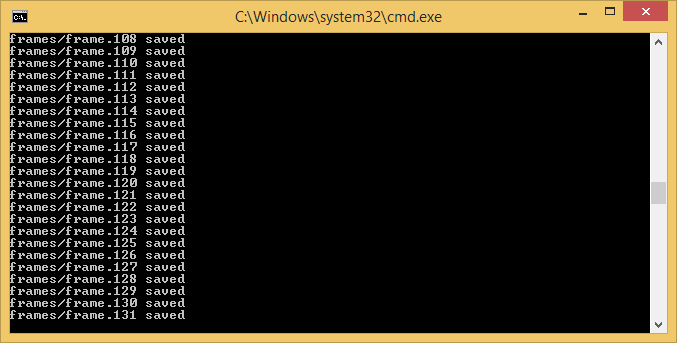 C:\Windows\system32\cmd.exe
frames/frame.108 saved
frames/frame.109 saved
frames/frame.110 saved
frames/frame.111 saved
frames/frame.112 saved
frames/frame.113 saved
frames/frame.114 saved
frames/frame.115 saved
frames/frame.116 saved
frames/frame.117 saved
frames/frame.118 saved
frames/frame.119 saved
frames/frame.120 saved
frames/frame.121 saved
frames/frame.122 saved
frames/frame.123 saved
frames/frame.124 saved
frames/frame.125 saved
frames/frame.126 saved
frames/frame.127 saved
frames/frame.128 saved
frames/frame.129 saved
frames/frame.130 saved
frames/frame.131 saved